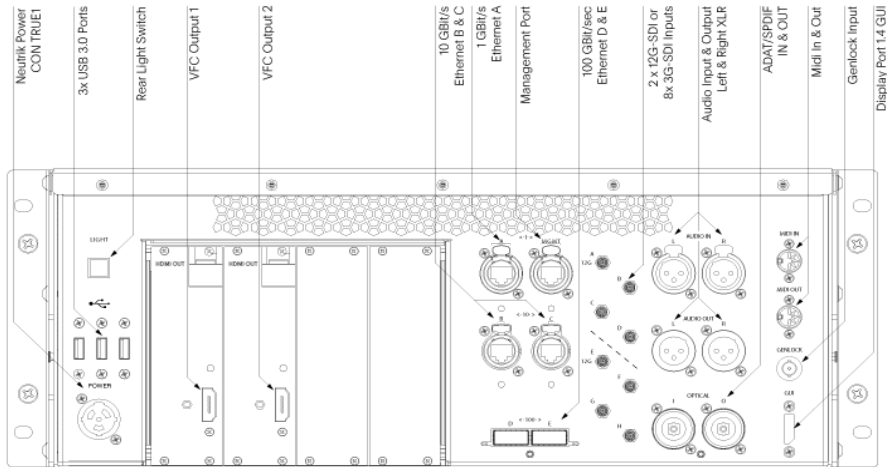 Neutrik Power
CON TRUE1
3x USB 3.0 Ports
Rear Light Switch
VFC Output 1
VFC Output 2
10 GBit/s
Ethernet B & C
1 GBit/s
Ethernet A
Management Port
100 GBit/sec
Ethernet D & E
2 x 12G-SDI or
8x 3G-SDI Inputs
Audio Input & Output
Left & Right XLR
ADAT/SPDIF
IN & OUT
Midi In & Out
Genlock Input
Display Port 1.4 GUI
LIGHT
HDMI OUT
HDMI OUT
POWER
A
<-1->
MGMNT
B
<-10->
C
D
<-100->
E
A
12G
B
C
D
E
12G
F
G
H
AUDIO IN
L
R
AUDIO OUT
L
R
OPTICAL
I
O
MIDI IN
MIDI OUT
GENLOCK
GUI